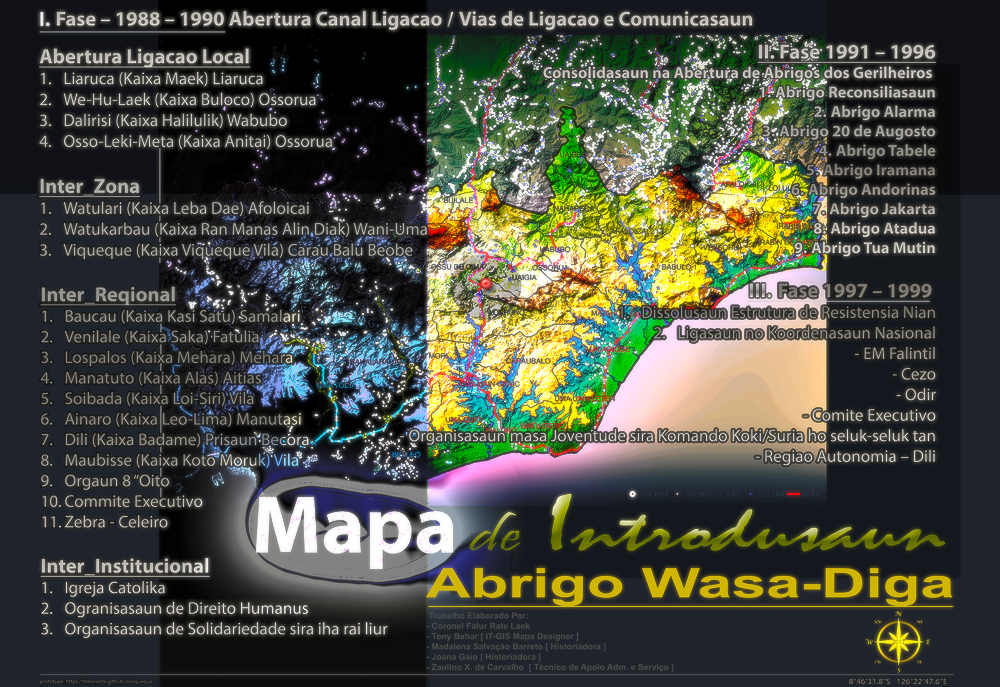 I. Fase – 1988 – 1990 Abertura Canal Ligacao / Vias de Ligacao e Comunicasaun
Abertura Ligacao Local
1. Liaruca (Kaixa Maek) Liaruca
2. We-Hu-Laek (Kaixa Buloco) Ossorua
3. Dalirisi (Kaixa Halilulik) Wabubo
4. Osso-Leki-Meta (Kaixa Anitai) Ossorua
Inter_Zona
1. Watulari (Kaixa Leba Dae) Afoloicai
2. Watukarbau (Kaixa Ran Manas Alin Diak) Wani-Uma
3. Viqueque (Kaixa Viqueque Vila) Carau Balu Beobe
Inter_Reqional
1. Baucau (Kaixa Kasi Satu) Samalari
2. Venilale (Kaixa Saka) Fatulia
3. Lospalos (Kaixa Mehara) Mehara
4. Manatuto (Kaixa Alas) Aitias
5. Soibada (Kaixa Loi-Siri) Vila
6. Ainaro (Kaixa Leo-Lima) Manutasi
7. Dili (Kaixa Badame) Prisaun Becora
8. Maubisse (Kaixa Koto Moruk) Vila
9. Orgaun 8 “Oito
10. Committe Executivo
11. Zebra - Celeiro
Inter_Institucional
1. Igreja Catolika
2. Ogranisasaun de Direito Humanus
3. Organisasaun de Solidariedade sira iha rai liur
II. Fase 1991 – 1996
Consolidasaun na Abertura de Abrigos dos Gerilheiros
1. Abrigo Reconsiliasaun
2. Abrigo Alarma
3. Abrigo 20 de Augosto
4. Abrigo Tabele
5. Abrigo Iramana
6. Abrigo Andorinas
7. Abrigo Jakarta
8. Abrigo Atadua
9. Abrigo Tua Mutin
III. Fase 1997 – 1999
1. Dissolusaun Estrutura de Resistensia Nian
2. Ligasaun no Koordenasaun Nasional
- EM Falintil
- Cezo
- Odir
- Comite Executivo
Organisasaun masa Joventude sira Komando Koki/Suria ho seluk-seluk tan
- Regiao Autonomia – Dili
BUILALE
OSSU DE CIMA
UAIGIA
BABULO
CARAUBALO
Mapa de Introdusaun
Abrigo Wasa-Diga
Trabalho Elaborado Por:
- Coronel Falur Rate Laek
- Tony Behar [ IT-GIS Mapa Designer ]
- Madalena Salvação Barreto [ Historiadora ]
- Joana Gaio [ Historiadora ]
- Zaulino X. de Carvalho [ Técnico de Apoio Adm. e Serviço ]
N
8°46'31.8"S 126°22'47.6"E